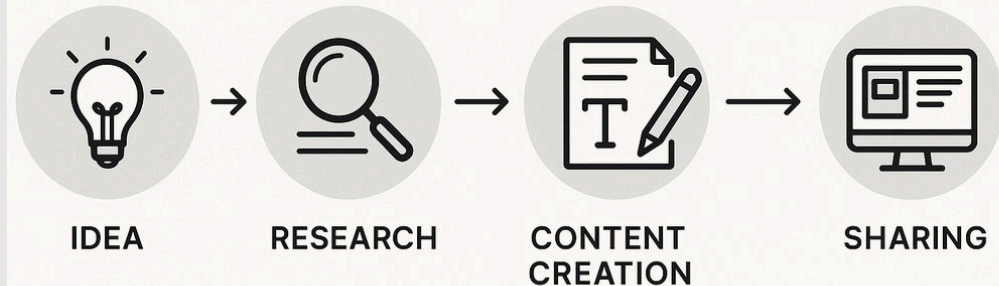 IDEA
RESEARCH
T
CONTENT
CREATION
SHARING